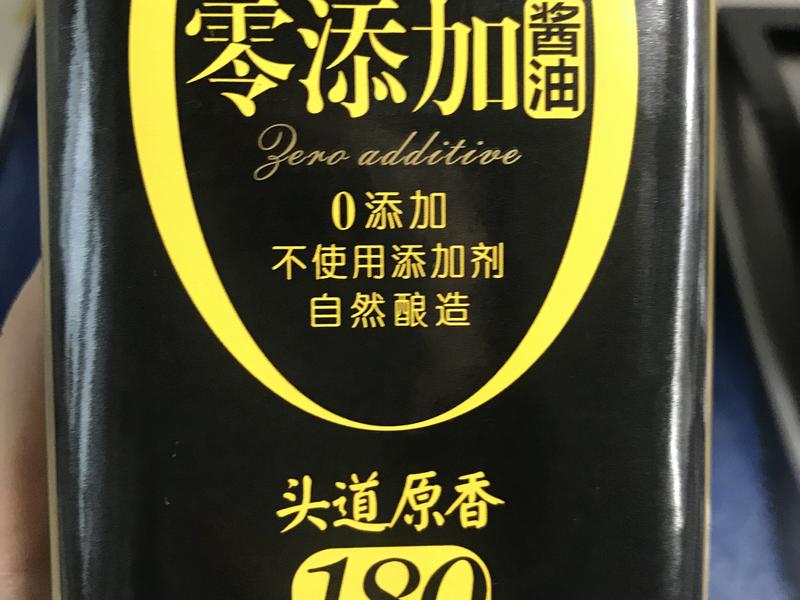 零添加酱油
Zero additive
0添加
不使用添加剂
自然酿造
头道原香
180